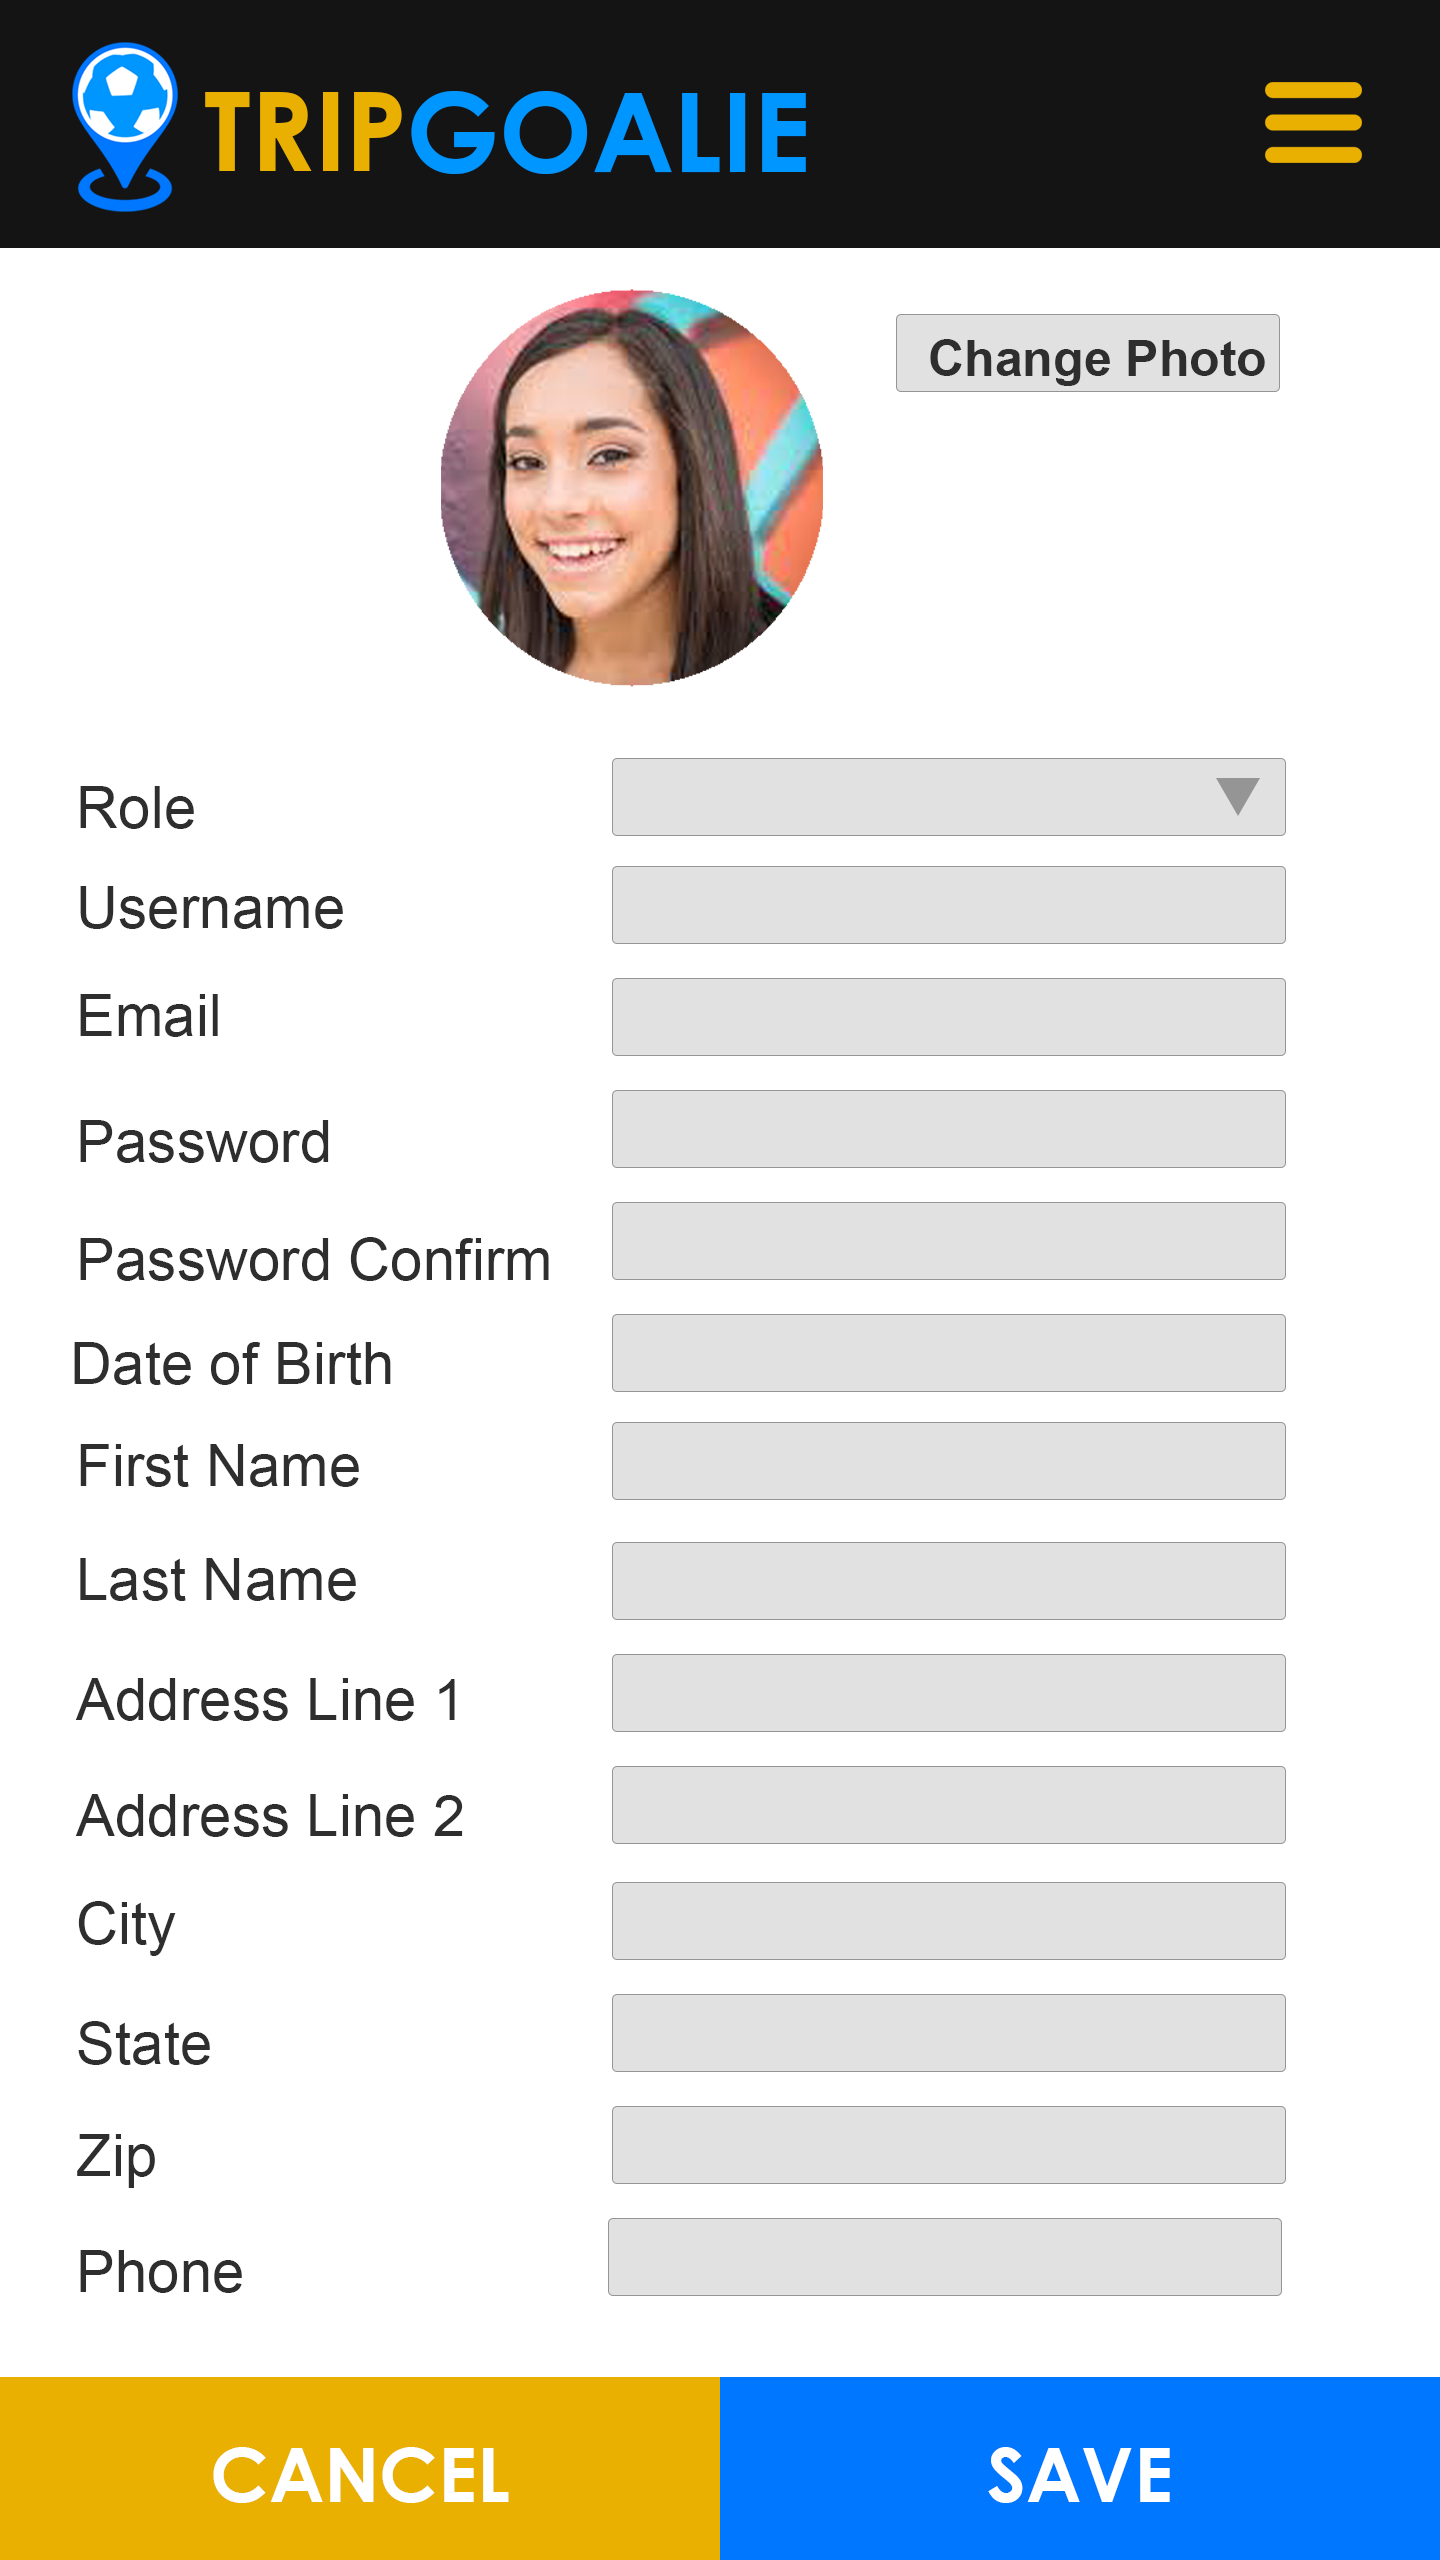 TRIPGOALIE
Change Photo
Role
Username
Email
Password
Password Confirm
Date of Birth
First Name
Last Name
Address Line 1
Address Line 2
City
State
Zip
Phone
CANCEL
SAVE